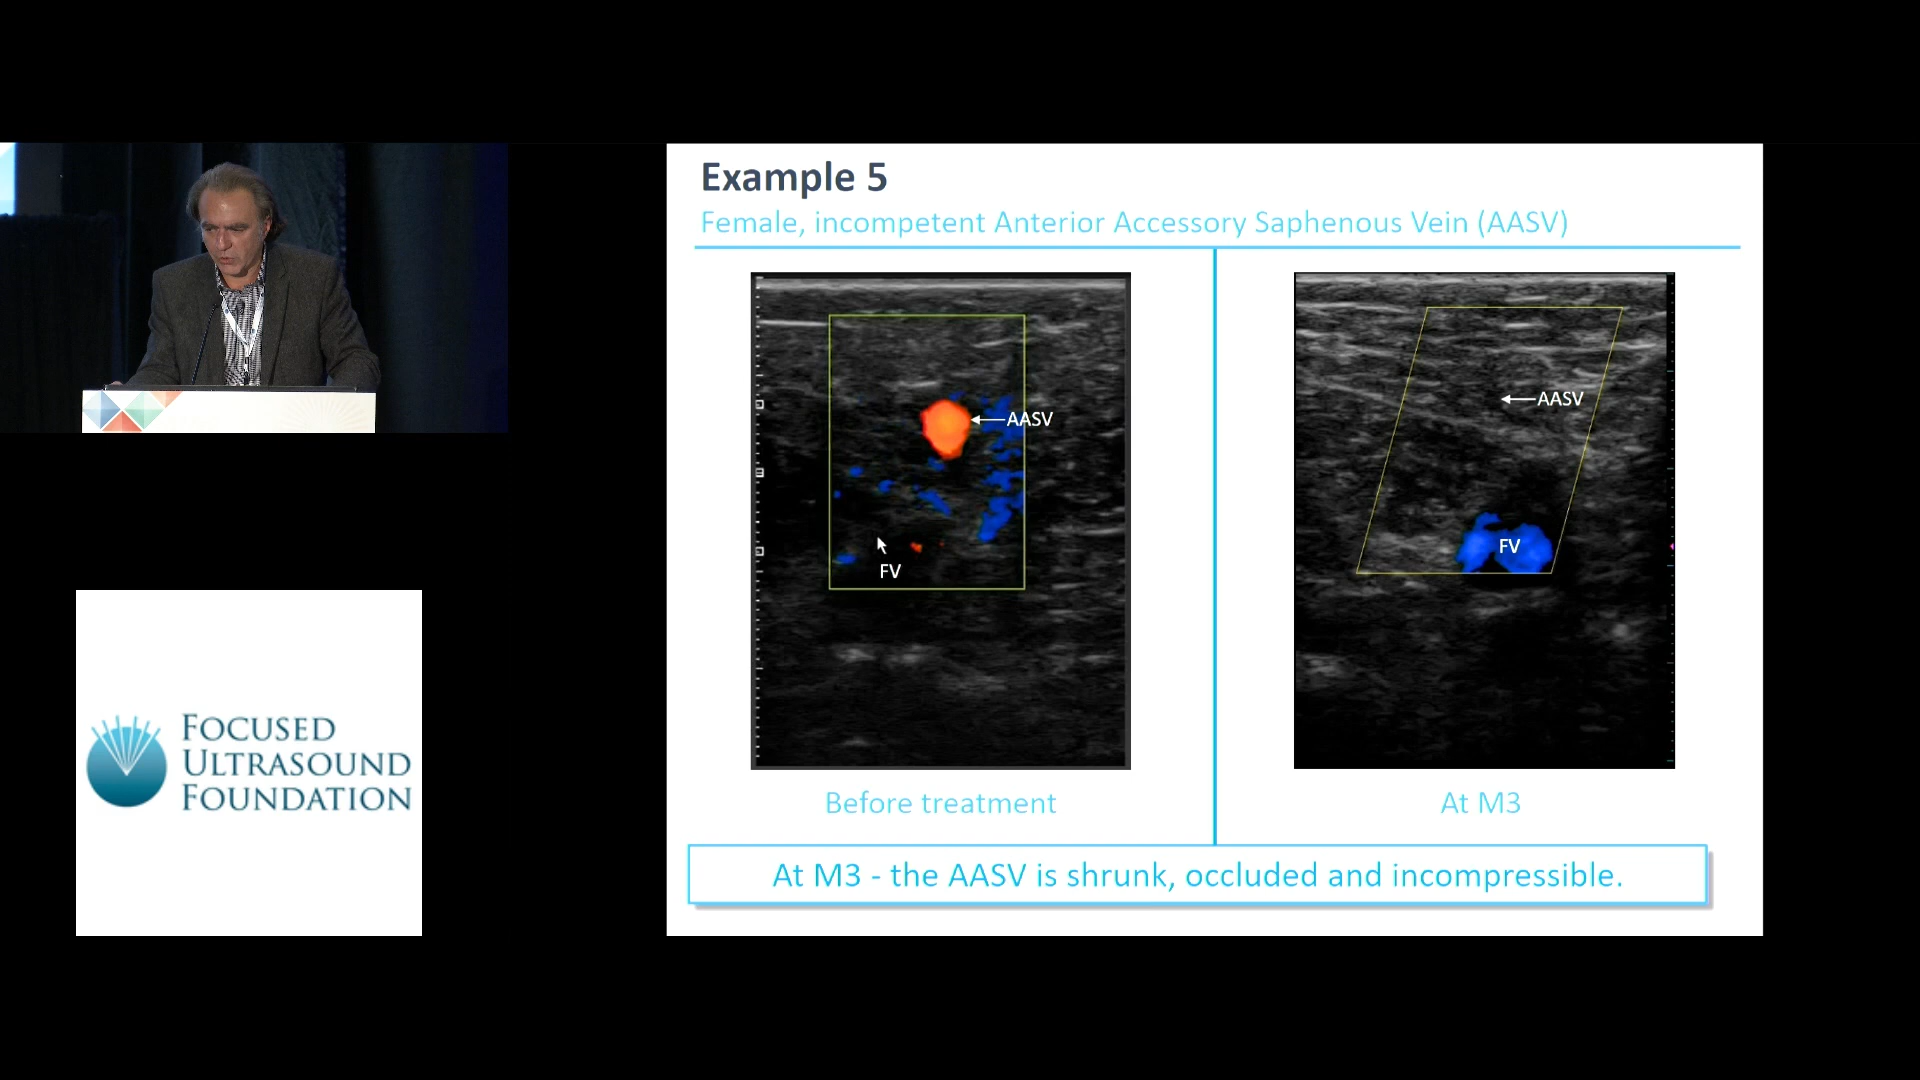 Example 5
Female, incompetent Anterior Accessory Saphenous Vein (AASV)
AASV
FV
AASV
FV
Before treatment
At M3
At M3 - the AASV is shrunk, occluded and incompressible.
FOCUSED
ULTRASOUND
FOUNDATION